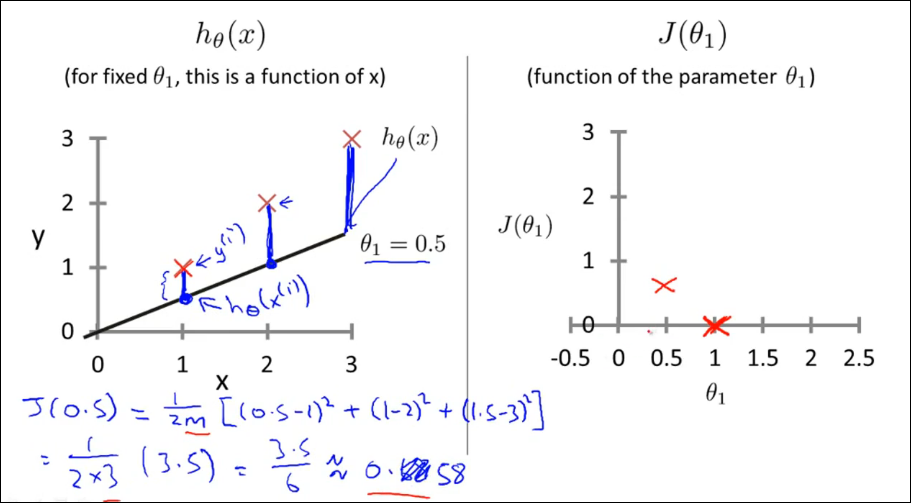 hθ(x)
(for fixed θ₁, this is a function of x)
3
2
1
0
y
0 1 2 3
x
hθ(x)
θ₁ = 0.5
y⁽ⁱ⁾
hθ(x⁽ⁱ⁾)
J(θ₁)
(function of the parameter θ₁)
3
2
1
0
J(θ₁)
-0.5 0 0.5 1 1.5 2 2.5
θ₁
J(0.5) = 1/2m [(0.5-1)² + (1-2)² + (1.5-3)²]
= 1/2×3 (3.5) = 3.5/6 ≈ 0.58